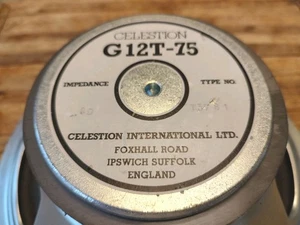 CELESTION
G12T-75
IMPEDANCE TYPE NO.
CELESTION INTERNATIONAL LTD.
FOXHALL ROAD
IPSWICH SUFFOLK
ENGLAND